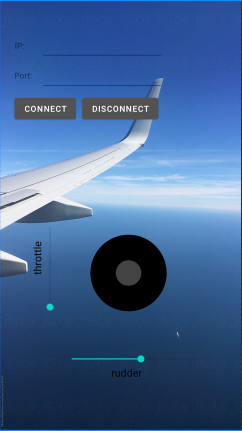 IP:
Port:
CONNECT DISCONNECT
throttle
rudder